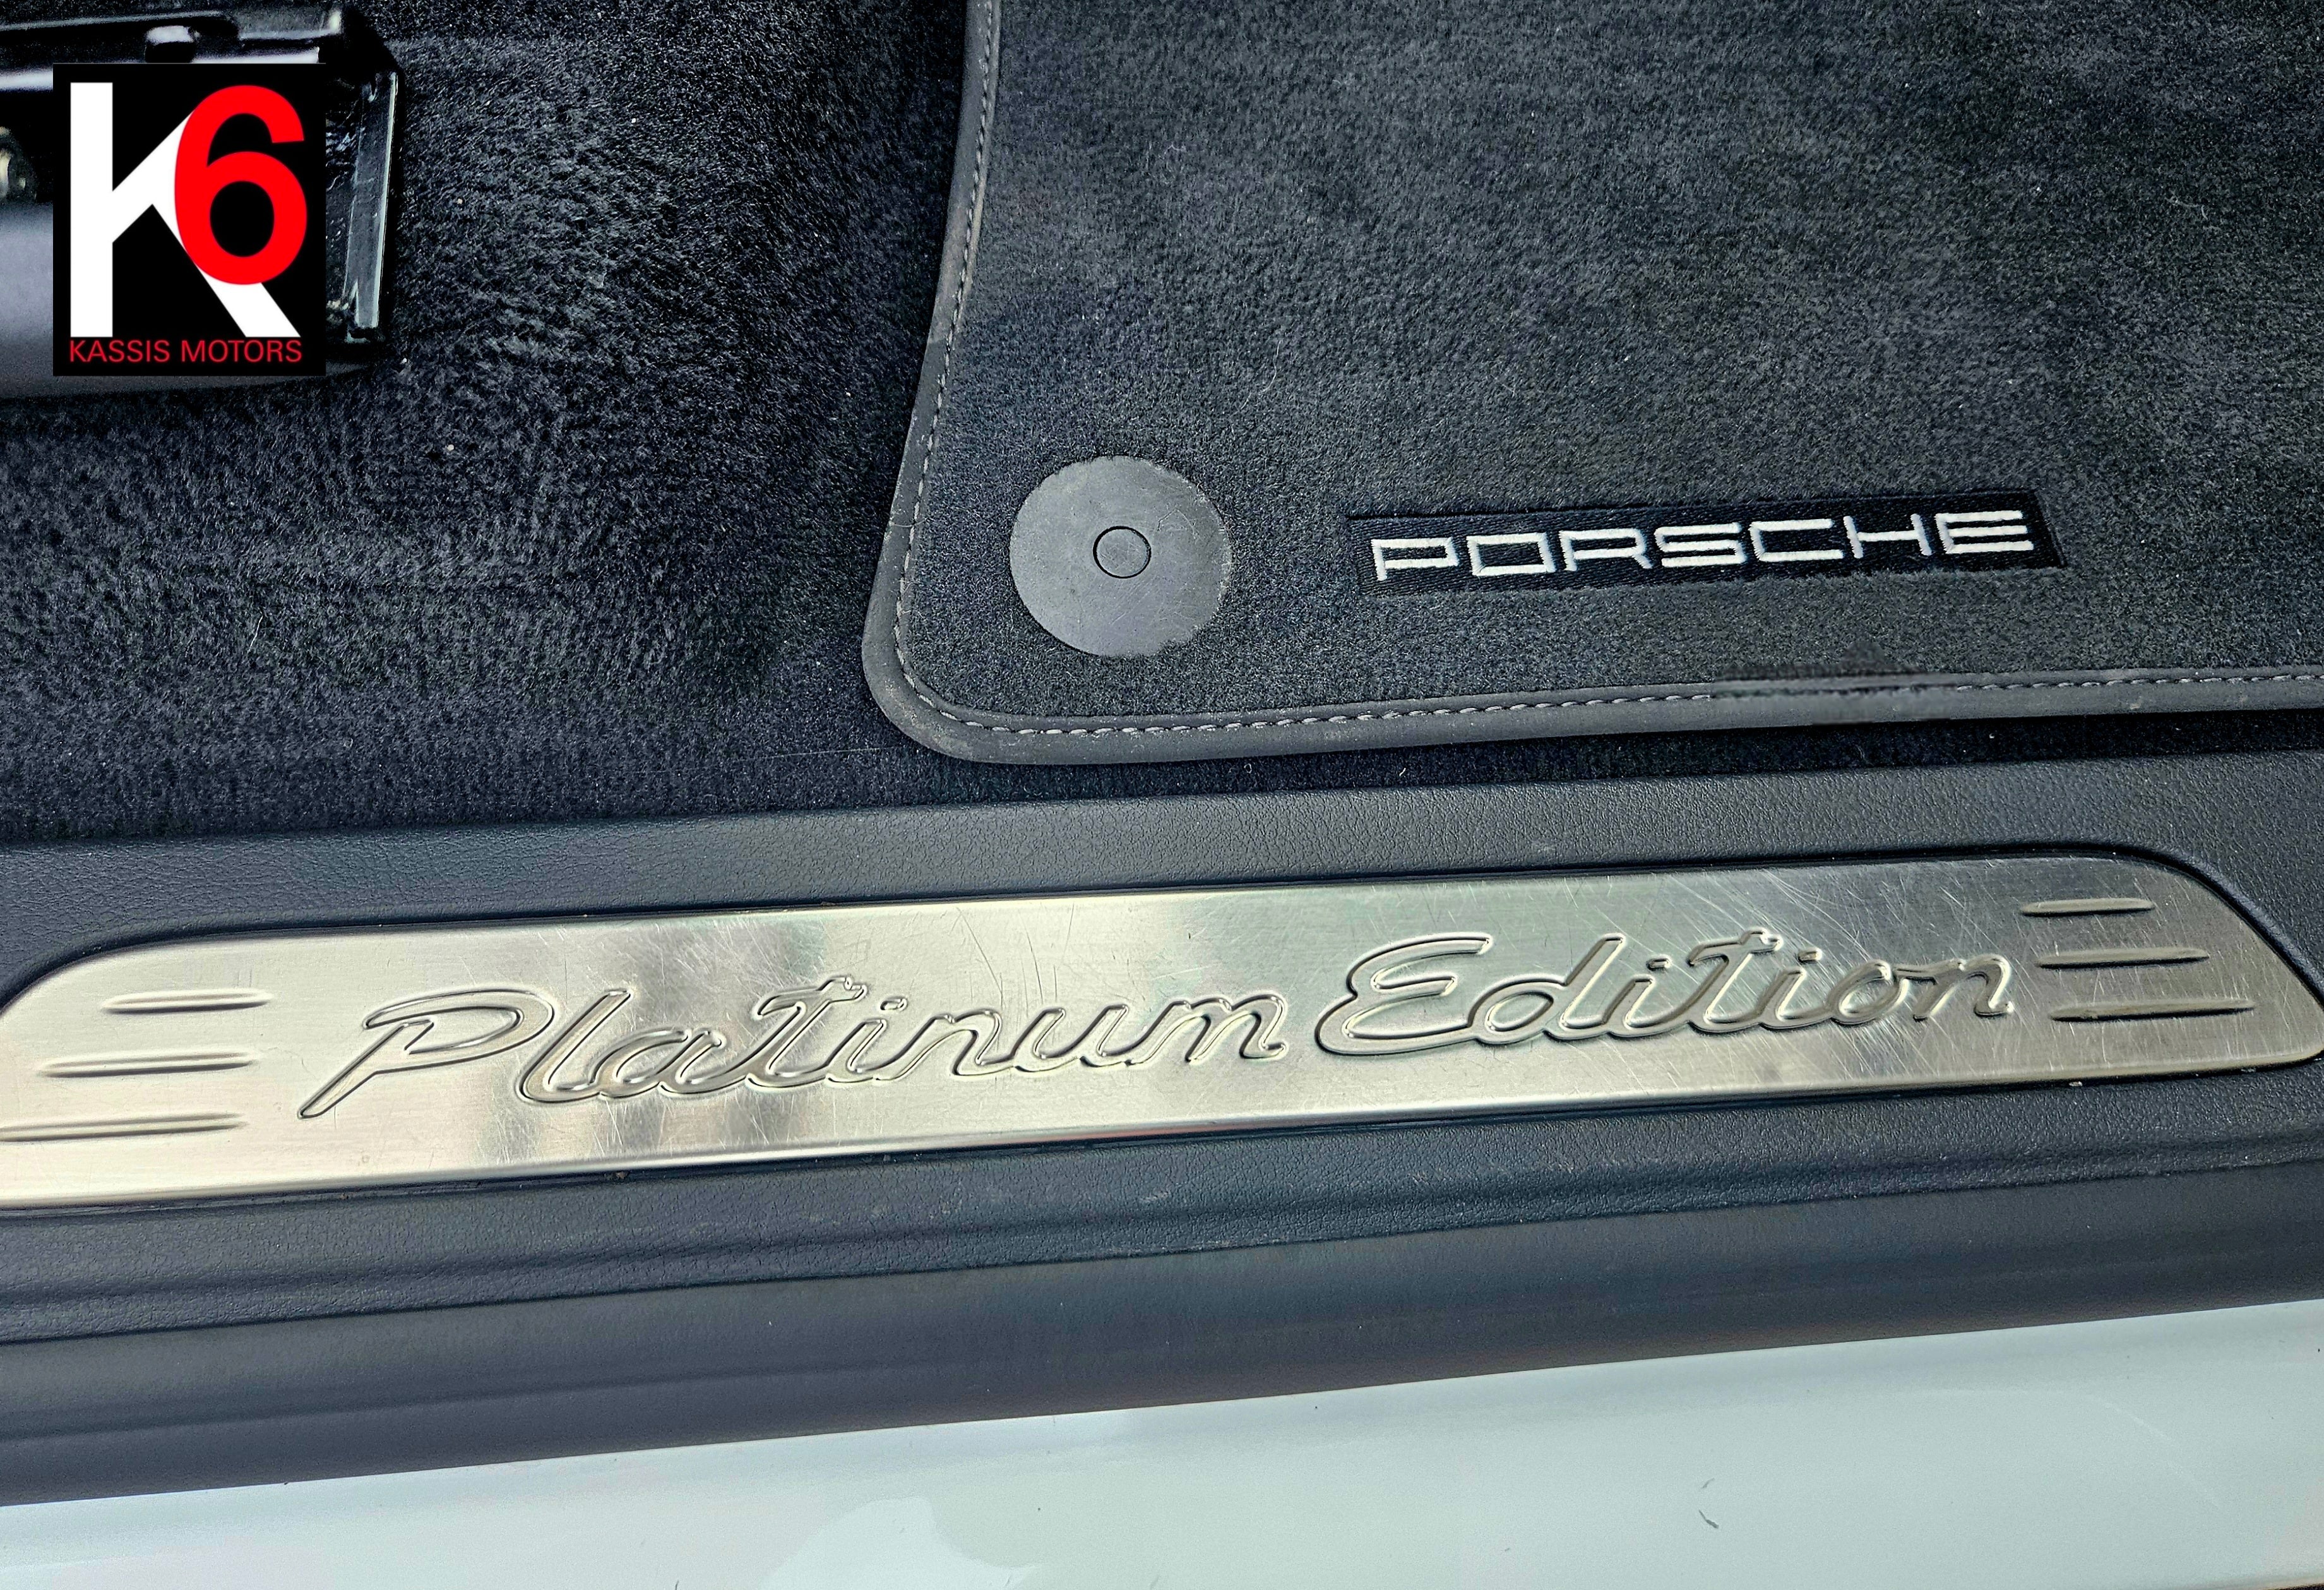 K6
KASSIS MOTORS
PORSCHE
Platinum Edition